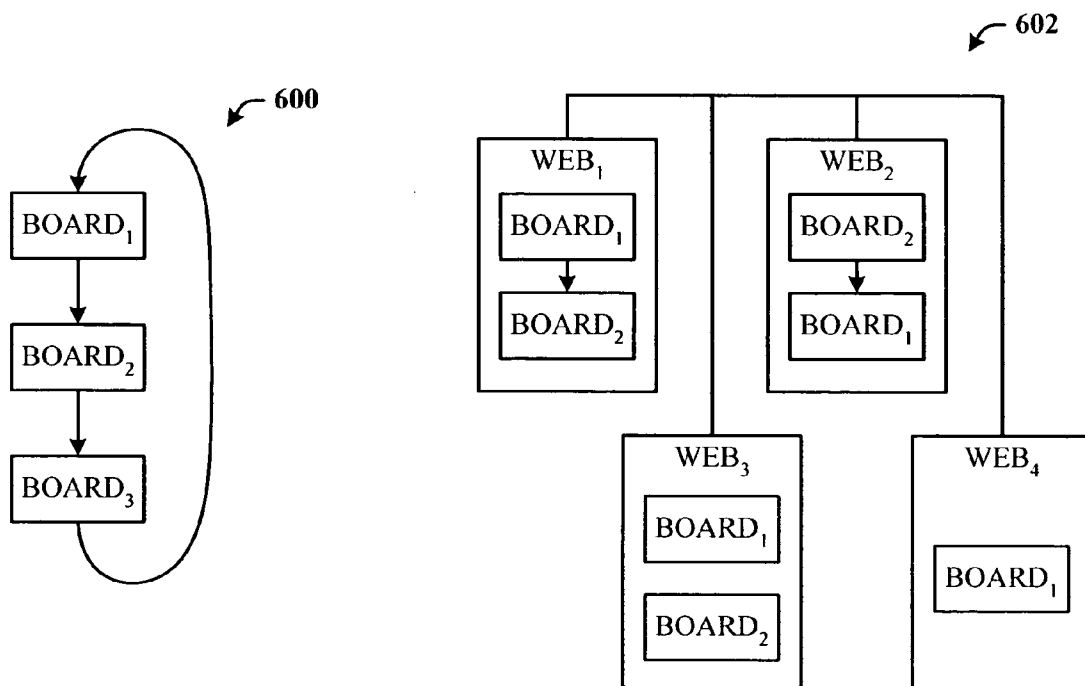 600
BOARD₁
BOARD₂
BOARD₃
602
WEB₁
BOARD₁
BOARD₂
WEB₂
BOARD₂
BOARD₁
WEB₃
BOARD₁
BOARD₂
WEB₄
BOARD₁